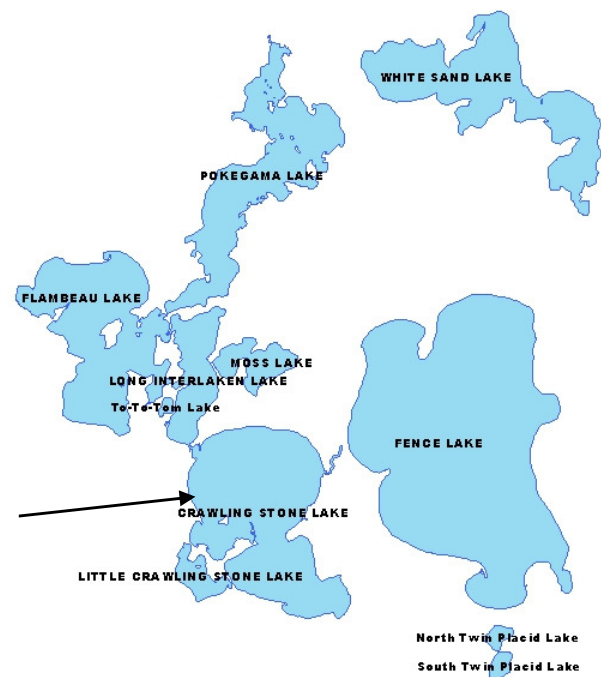 WHITE SAND LAKE
POKEGAMA LAKE
FLAMBEAU LAKE
MOSS LAKE
LONG INTERLAKEN LAKE
To-To-Tom Lake
FENCE LAKE
CRAWLING STONE LAKE
LITTLE CRAWLING STONE LAKE
North Twin Placid Lake
South Twin Placid Lake